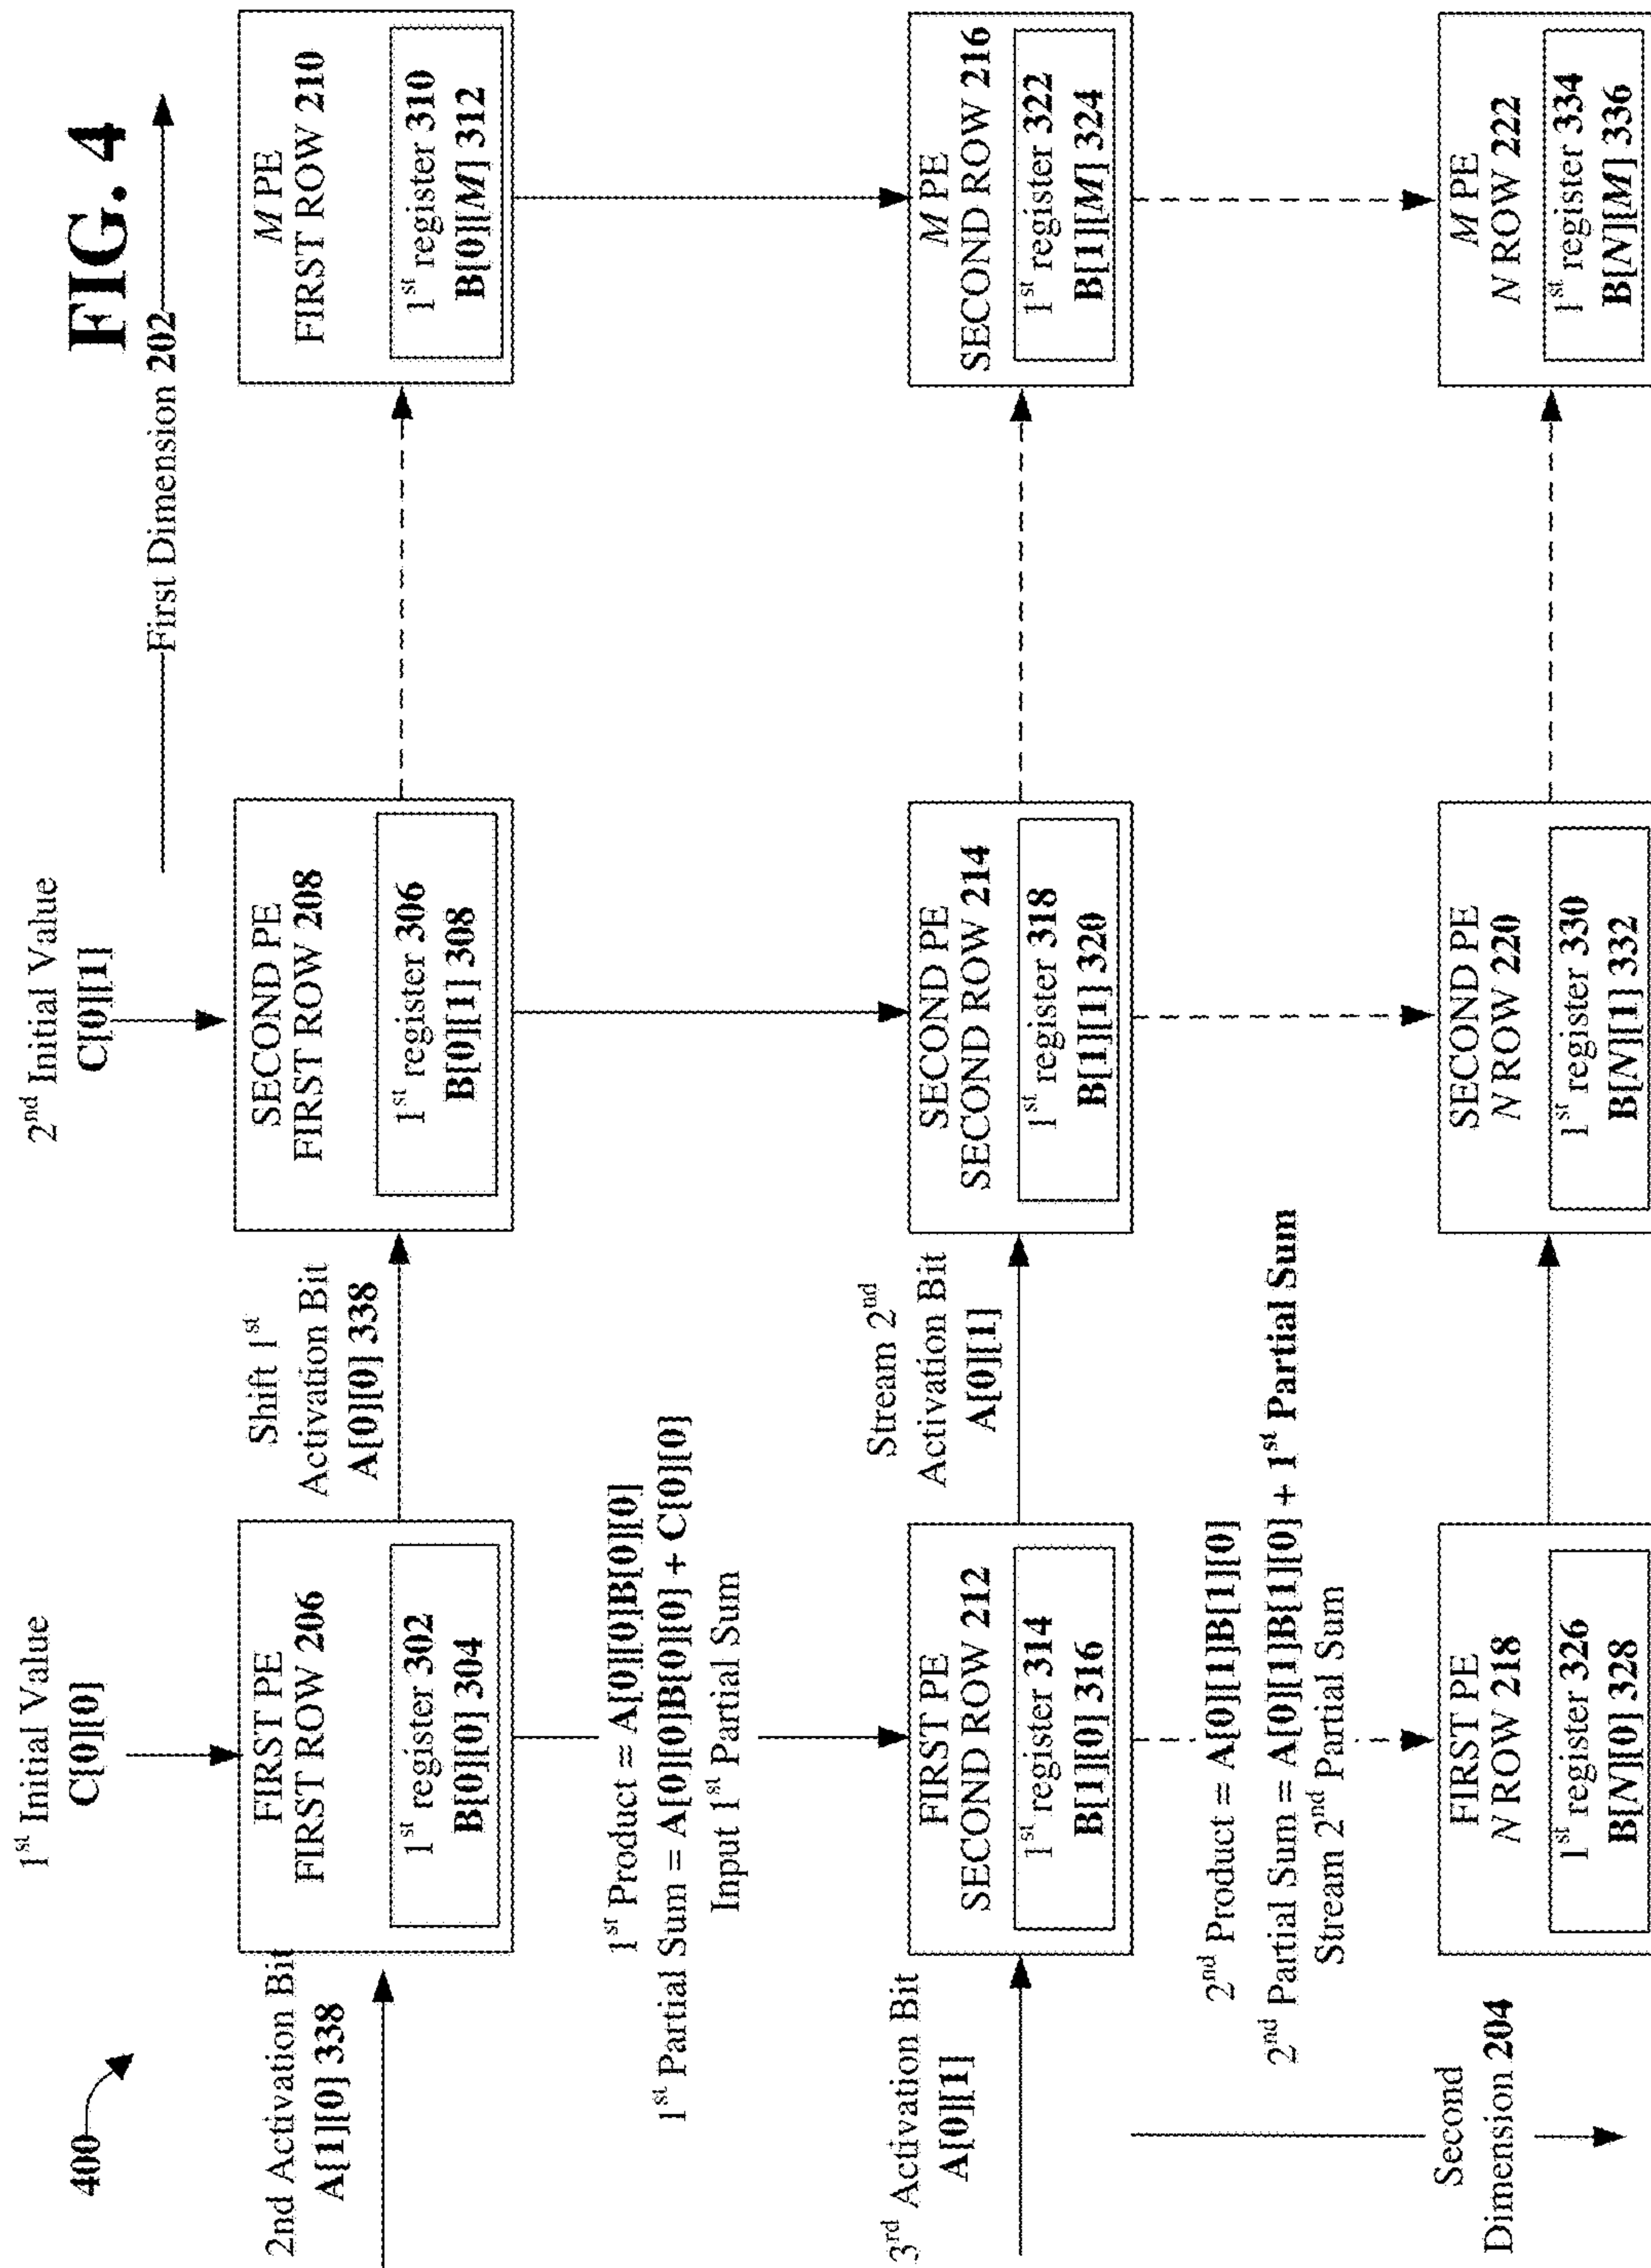 FIG. 4
400
First Dimension 202
1st Initial Value
C[0][0]
2nd Initial Value
C[0][1]
2nd Activation Bit
A[1][0] 338
FIRST PE
FIRST ROW 206
1st register 302
B[0][0] 304
Shift 1st
Activation Bit
A[0][0] 338
SECOND PE
FIRST ROW 208
1st register 306
B[0][1] 308
M PE
FIRST ROW 210
1st register 310
B[0][M] 312
1st Product = A[0][0]B[0][0]
1st Partial Sum = A[0][0]B[0][0] + C[0][0]
Input 1st Partial Sum
3rd Activation Bit
A[0][1]
FIRST PE
SECOND ROW 212
1st register 314
B[1][0] 316
Stream 2nd
Activation Bit
A[0][1]
SECOND PE
SECOND ROW 214
1st register 318
B[1][1] 320
M PE
SECOND ROW 216
1st register 322
B[1][M] 324
2nd Product = A[0][1]B[1][0]
2nd Partial Sum = A[0][1]B[1][0] + 1st Partial Sum
Stream 2nd Partial Sum
Second
Dimension 204
FIRST PE
N ROW 218
1st register 326
B[N][0] 328
SECOND PE
N ROW 220
1st register 330
B[N][1] 332
M PE
N ROW 222
1st register 334
B[N][M] 336